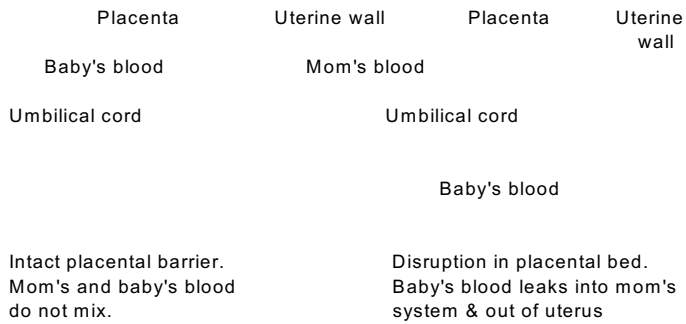 Placenta Uterine wall Placenta Uterine
wall
Baby's blood Mom's blood
Umbilical cord Umbilical cord
Baby's blood
Intact placental barrier. Disruption in placental bed.
Mom's and baby's blood Baby's blood leaks into mom's
do not mix. system & out of uterus